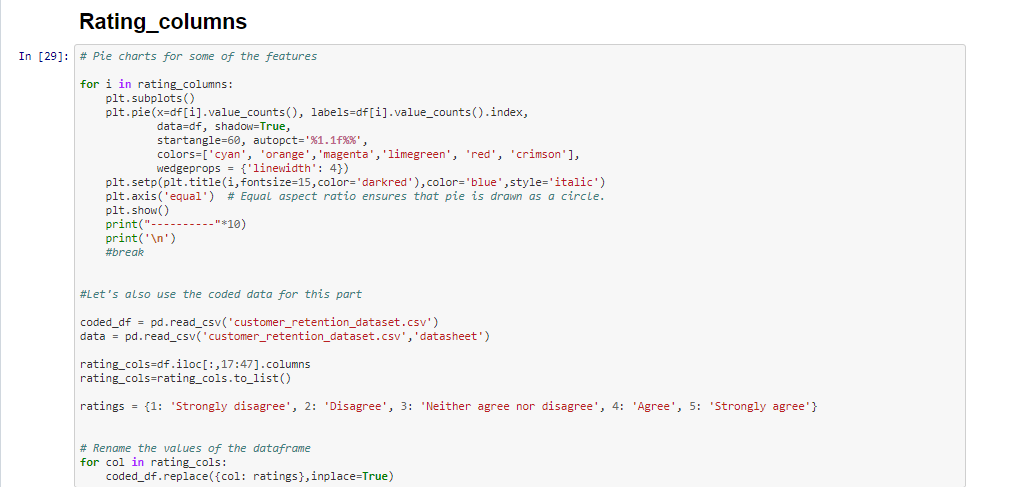 Rating_columns
In [29]: # Pie charts for some of the features
for i in rating_columns:
    plt.subplots()
    plt.pie(x=df[i].value_counts(), labels=df[i].value_counts().index,
            data=df, shadow=True,
            startangle=60, autopct='%1.1f%%',
            colors=['cyan', 'orange','magenta','limegreen', 'red', 'crimson'],
            wedgeprops = {'linewidth': 4})
    plt.setp(plt.title(i,fontsize=15,color='darkred'),color='blue',style='italic')
    plt.axis('equal')  # Equal aspect ratio ensures that pie is drawn as a circle.
    plt.show()
    print("----------"*10)
    print('\n')
    #break
#Let's also use the coded data for this part
coded_df = pd.read_csv('customer_retention_dataset.csv')
data = pd.read_csv('customer_retention_dataset.csv','datasheet')
rating_cols=df.iloc[:,17:47].columns
rating_cols=rating_cols.to_list()
ratings = {1: 'Strongly disagree', 2: 'Disagree', 3: 'Neither agree nor disagree', 4: 'Agree', 5: 'Strongly agree'}
# Rename the values of the dataframe
for col in rating_cols:
    coded_df.replace({col: ratings},inplace=True)